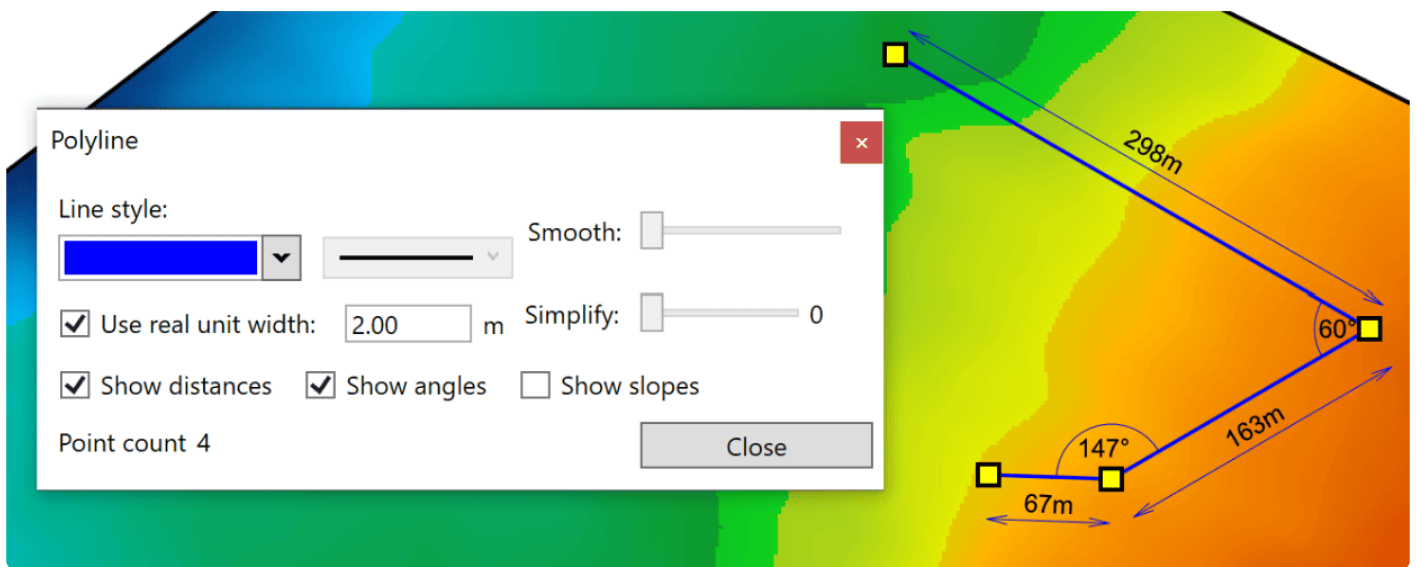 Polyline
Line style:
Smooth:
Use real unit width: 2.00 m
Simplify: 0
Show distances Show angles Show slopes
Point count 4
Close
298m
60°
163m
147°
67m